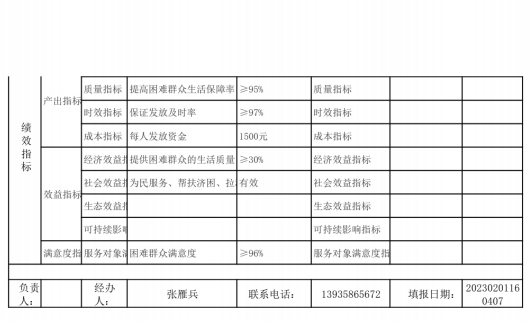 质量指标 提高困难群众生活保障率 ≥95% 质量指标
产出指标
时效指标 保证发放及时率 ≥97% 时效指标
成本指标 每人发放资金 1500元 成本指标
绩效指标
经济效益指 提供困难群众的生活质量 ≥30% 经济效益指标
社会效益指 为民服务、帮扶济困、拉 有效 社会效益指标
效益指标
生态效益指 生态效益指标
可持续影响 可持续影响指标
满意度指 服务对象满 困难群众满意度 ≥96% 服务对象满意度指
负责人: 经办人: 张雁兵 联系电话: 13935865672 填报日期: 2023020116
0407